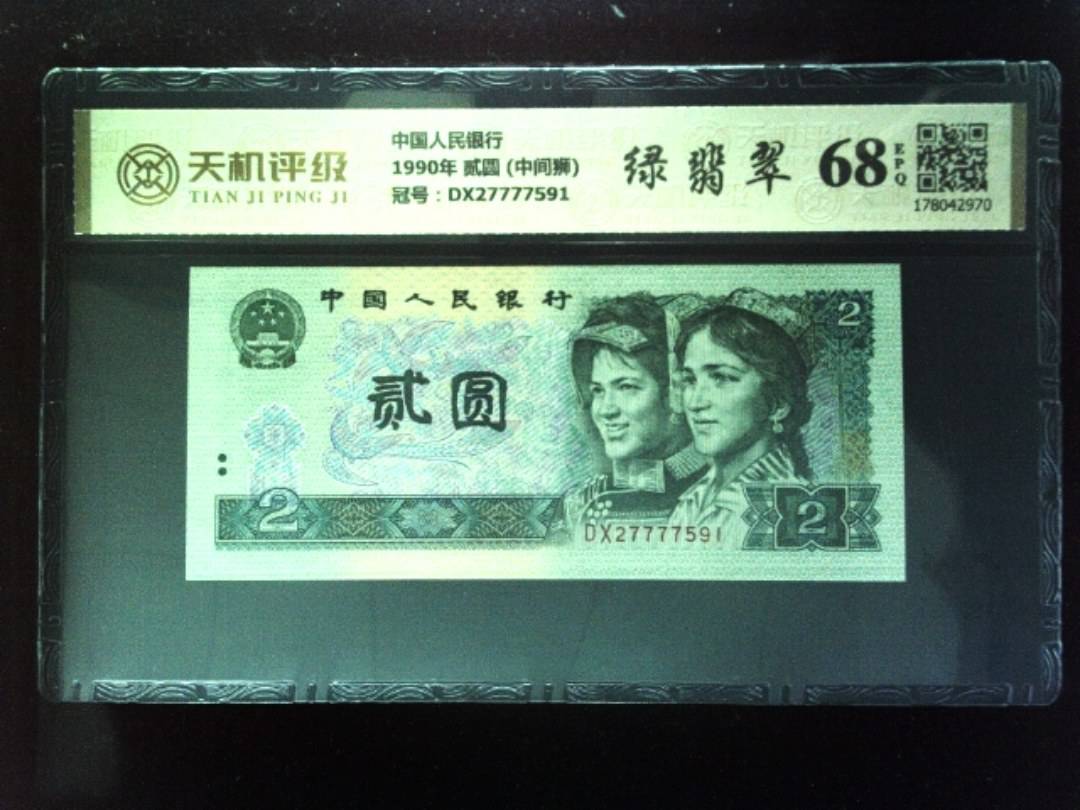 天机评级
TIAN JI PING JI
中国人民银行
1990年 贰圆 (中间狮)
冠号：DX27777591
绿翡翠
68
EPQ
178042970
中国人民银行
2
贰圆
2
DX27777591
2